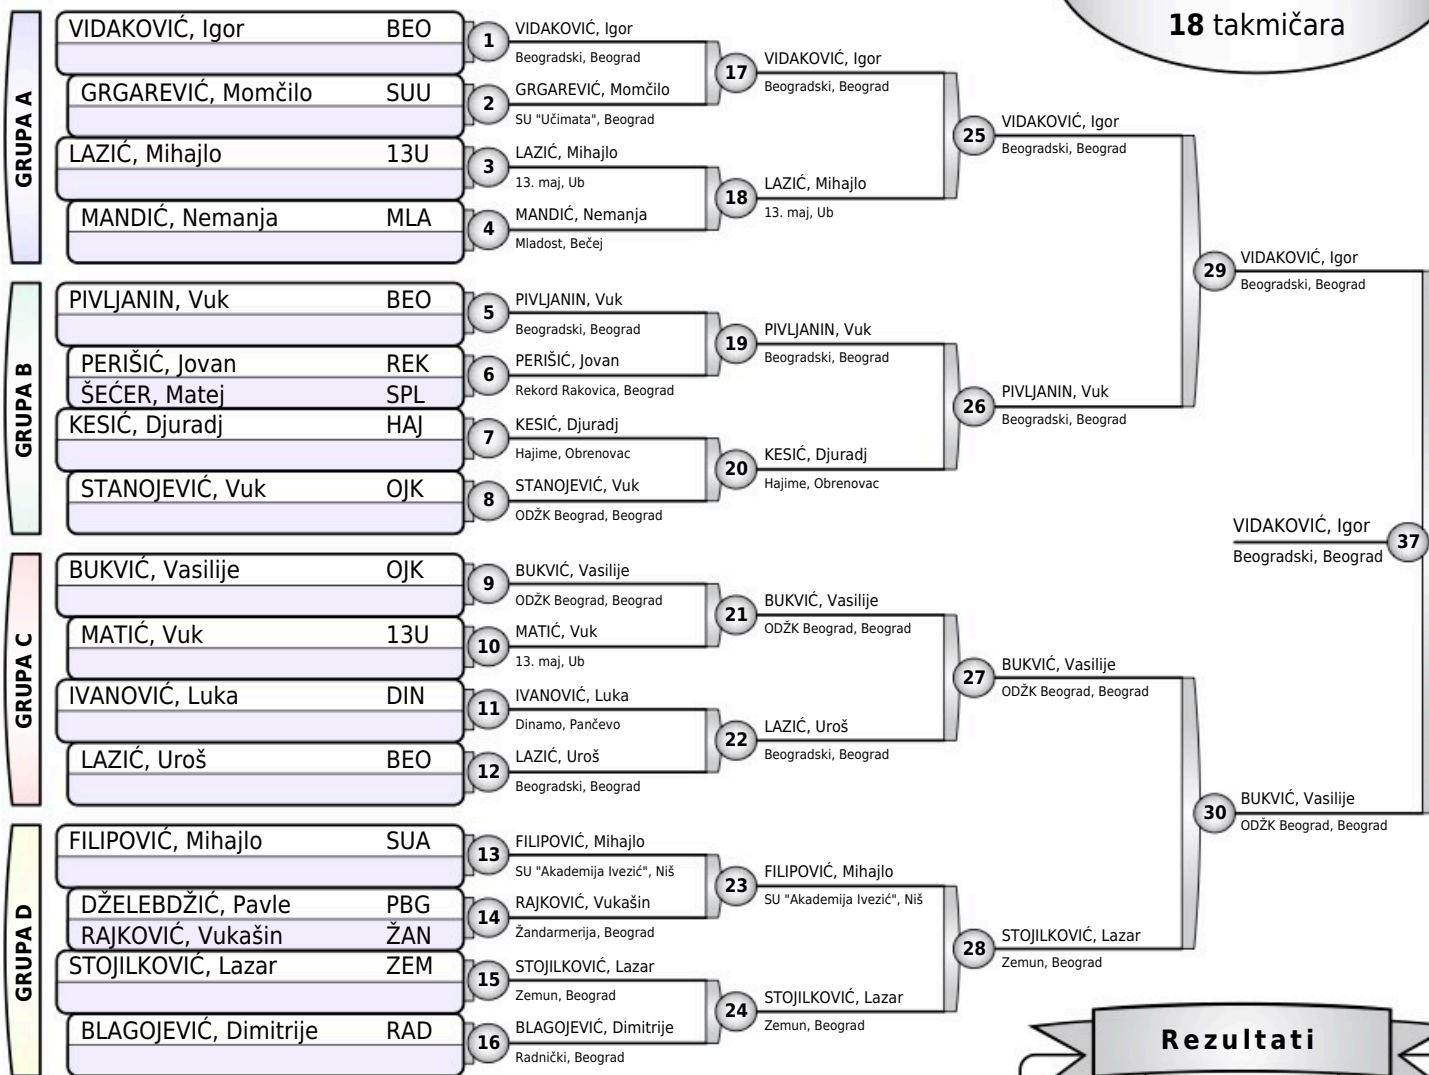 18 takmičara
GRUPA A
VIDAKOVIĆ, Igor BEO
GRGAREVIĆ, Momčilo SUU
LAZIĆ, Mihajlo 13U
MANDIĆ, Nemanja MLA
GRUPA B
PIVLJANIN, Vuk BEO
PERIŠIĆ, Jovan REK
ŠEĆER, Matej SPL
KESIĆ, Djuradj HAJ
STANOJEVIĆ, Vuk OJK
GRUPA C
BUKVIĆ, Vasilije OJK
MATIĆ, Vuk 13U
IVANOVIĆ, Luka DIN
LAZIĆ, Uroš BEO
GRUPA D
FILIPOVIĆ, Mihajlo SUA
DŽELEBDŽIĆ, Pavle PBG
RAJKOVIĆ, Vukašin ŽAN
STOJILKOVIĆ, Lazar ZEM
BLAGOJEVIĆ, Dimitrije RAD
1 VIDAKOVIĆ, Igor
Beogradski, Beograd
2 GRGAREVIĆ, Momčilo
SU "Učimata", Beograd
3 LAZIĆ, Mihajlo
13. maj, Ub
4 MANDIĆ, Nemanja
Mladost, Bečej
5 PIVLJANIN, Vuk
Beogradski, Beograd
6 PERIŠIĆ, Jovan
Rekord Rakovica, Beograd
7 KESIĆ, Djuradj
Hajime, Obrenovac
8 STANOJEVIĆ, Vuk
ODŽK Beograd, Beograd
9 BUKVIĆ, Vasilije
ODŽK Beograd, Beograd
10 MATIĆ, Vuk
13. maj, Ub
11 IVANOVIĆ, Luka
Dinamo, Pančevo
12 LAZIĆ, Uroš
Beogradski, Beograd
13 FILIPOVIĆ, Mihajlo
SU "Akademija Ivezić", Niš
14 RAJKOVIĆ, Vukašin
Žandarmerija, Beograd
15 STOJILKOVIĆ, Lazar
Zemun, Beograd
16 BLAGOJEVIĆ, Dimitrije
Radnički, Beograd
17 VIDAKOVIĆ, Igor
Beogradski, Beograd
18 LAZIĆ, Mihajlo
13. maj, Ub
19 PIVLJANIN, Vuk
Beogradski, Beograd
20 KESIĆ, Djuradj
Hajime, Obrenovac
21 BUKVIĆ, Vasilije
ODŽK Beograd, Beograd
22 LAZIĆ, Uroš
Beogradski, Beograd
23 FILIPOVIĆ, Mihajlo
SU "Akademija Ivezić", Niš
24 STOJILKOVIĆ, Lazar
Zemun, Beograd
25 VIDAKOVIĆ, Igor
Beogradski, Beograd
26 PIVLJANIN, Vuk
Beogradski, Beograd
27 BUKVIĆ, Vasilije
ODŽK Beograd, Beograd
28 STOJILKOVIĆ, Lazar
Zemun, Beograd
29 VIDAKOVIĆ, Igor
Beogradski, Beograd
30 BUKVIĆ, Vasilije
ODŽK Beograd, Beograd
VIDAKOVIĆ, Igor 37
Beogradski, Beograd
Rezultati